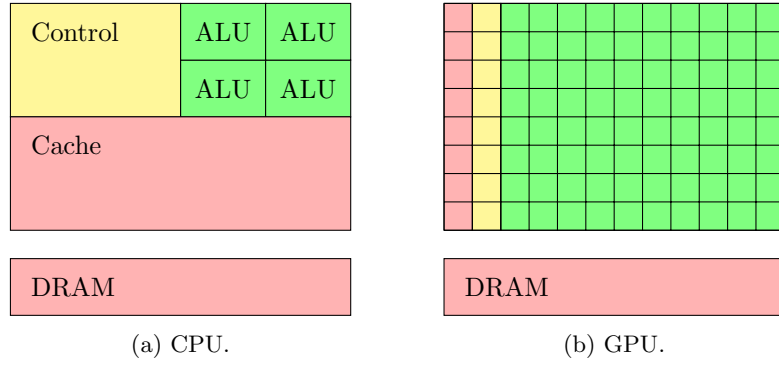 Control
ALU ALU
ALU ALU
Cache
DRAM
DRAM
(a) CPU.
(b) GPU.